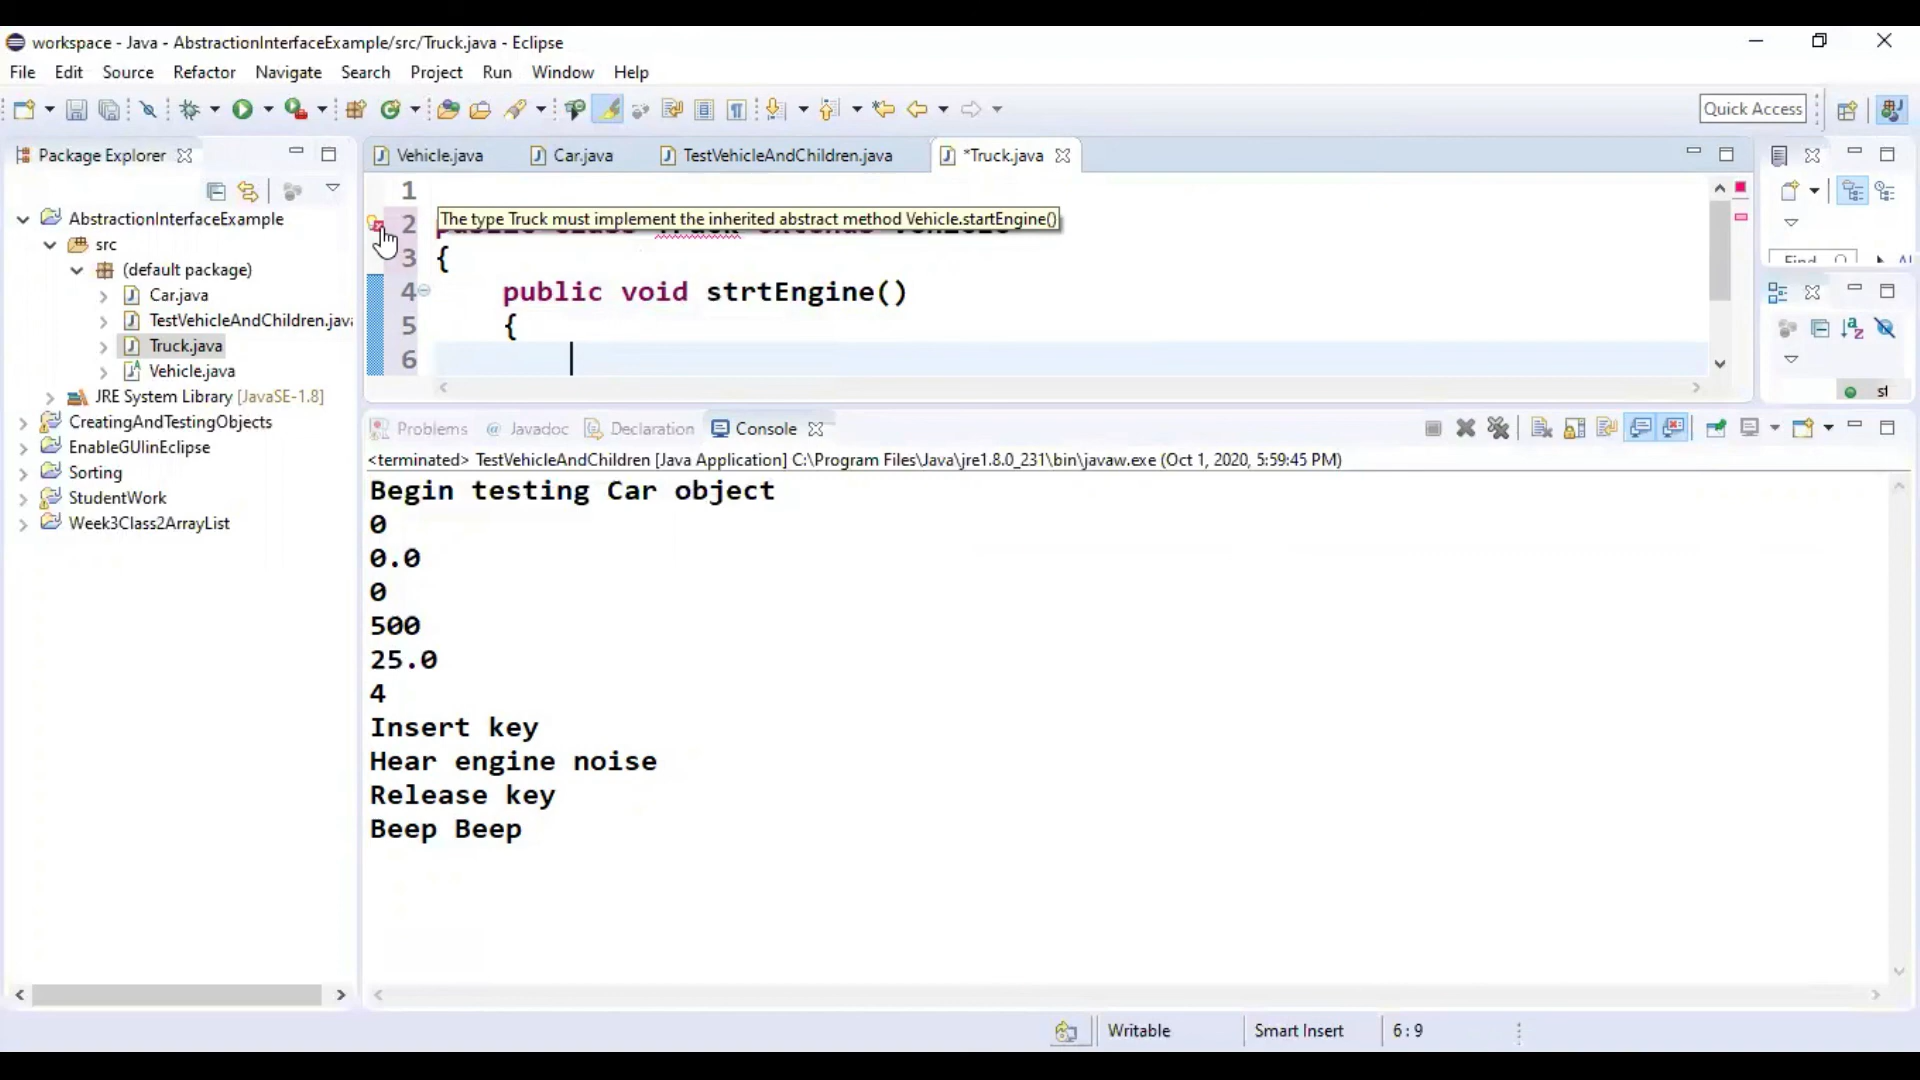 workspace - Java - AbstractionInterfaceExample/src/Truck.java - Eclipse
File Edit Source Refactor Navigate Search Project Run Window Help
Quick Access
Package Explorer
Vehicle.java Car.java TestVehicleAndChildren.java *Truck.java
AbstractionInterfaceExample
src
(default package)
Car.java
TestVehicleAndChildren.java
Truck.java
Vehicle.java
JRE System Library [JavaSE-1.8]
CreatingAndTestingObjects
EnableGUIinEclipse
Sorting
StudentWork
Week3Class2ArrayList
1
2
The type Truck must implement the inherited abstract method Vehicle.startEngine()
3 {
4 public void strtEngine()
5 {
6
Find
Problems @ Javadoc Declaration Console
<terminated> TestVehicleAndChildren [Java Application] C:\Program Files\Java\jre1.8.0_231\bin\javaw.exe (Oct 1, 2020, 5:59:45 PM)
Begin testing Car object
0
0.0
0
500
25.0
4
Insert key
Hear engine noise
Release key
Beep Beep
Writable Smart Insert 6 : 9